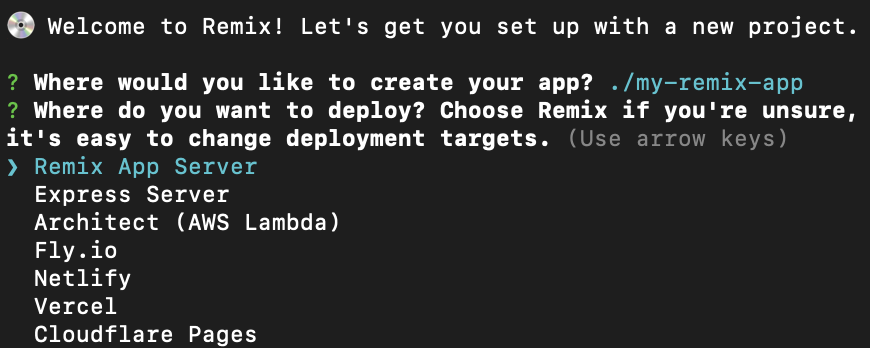 Welcome to Remix! Let's get you set up with a new project.
? Where would you like to create your app? ./my-remix-app
? Where do you want to deploy? Choose Remix if you're unsure,
it's easy to change deployment targets. (Use arrow keys)
❯ Remix App Server
Express Server
Architect (AWS Lambda)
Fly.io
Netlify
Vercel
Cloudflare Pages